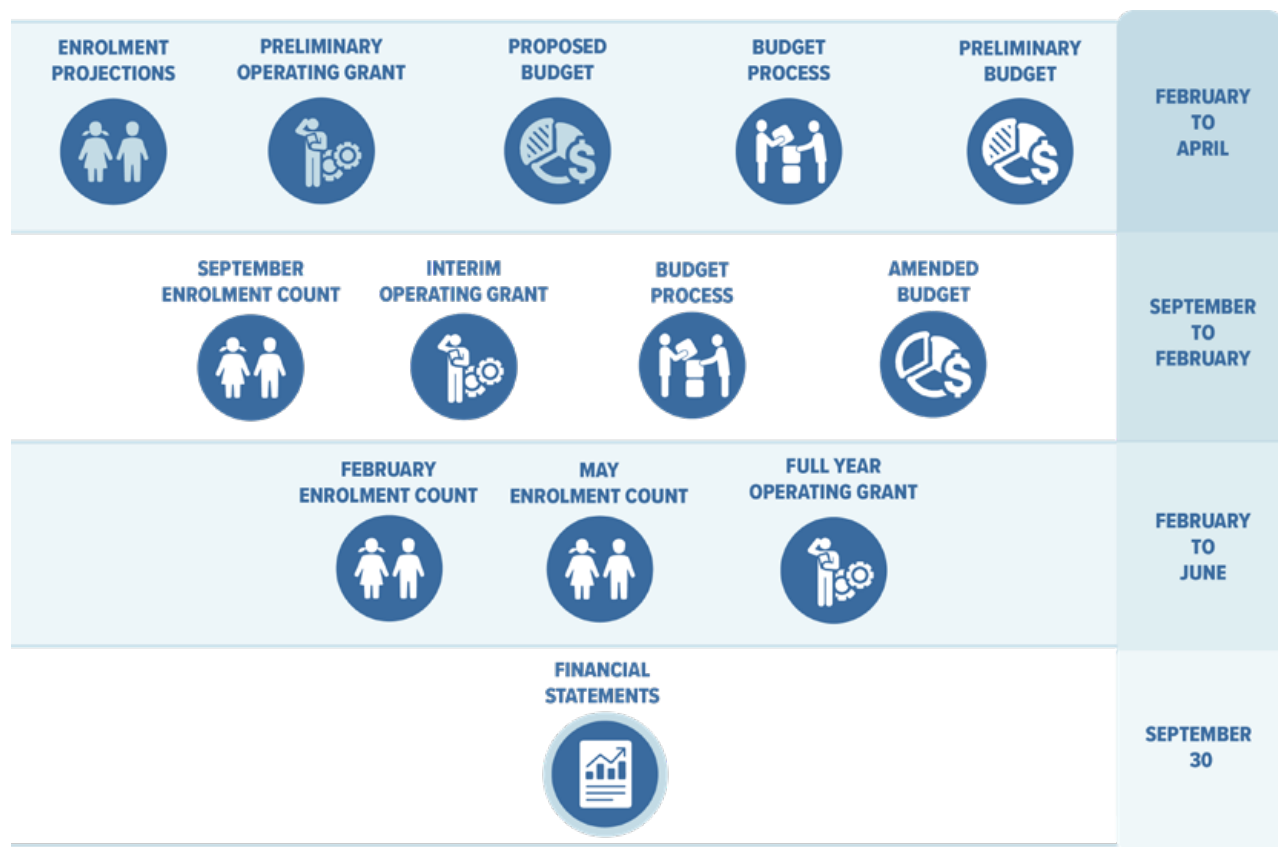 ENROLMENT
PROJECTIONS
PRELIMINARY
OPERATING GRANT
PROPOSED
BUDGET
BUDGET
PROCESS
PRELIMINARY
BUDGET
FEBRUARY
TO
APRIL
SEPTEMBER
ENROLMENT COUNT
INTERIM
OPERATING GRANT
BUDGET
PROCESS
AMENDED
BUDGET
SEPTEMBER
TO
FEBRUARY
FEBRUARY
ENROLMENT COUNT
MAY
ENROLMENT COUNT
FULL YEAR
OPERATING GRANT
FEBRUARY
TO
JUNE
FINANCIAL
STATEMENTS
SEPTEMBER
30